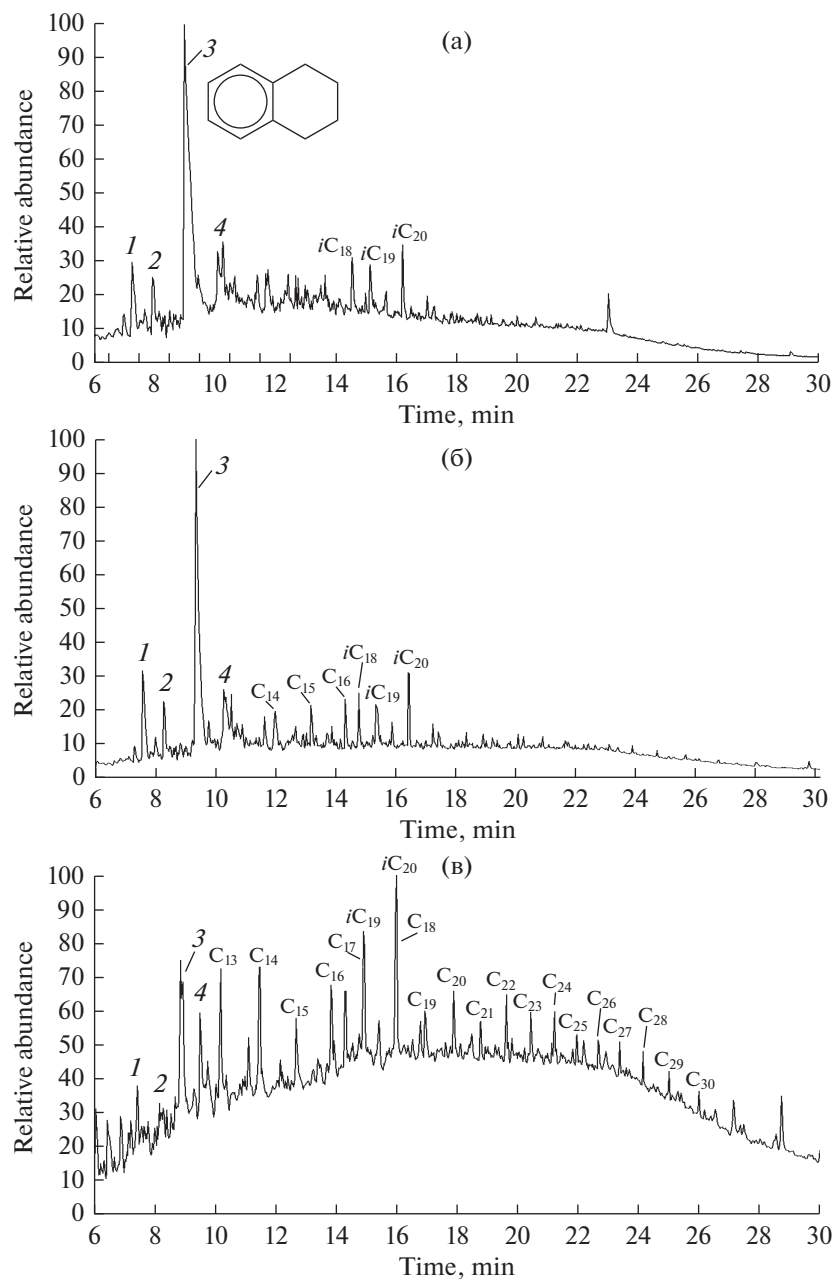 (а)
Relative abundance
100
90
80
70
60
50
40
30
20
10
0
3
1
2
4
iC₁₈
iC₁₉
iC₂₀
6 8 10 12 14 16 18 20 22 24 26 28 30
Time, min
(б)
Relative abundance
100
90
80
70
60
50
40
30
20
10
0
3
1
2
4
C₁₄
C₁₅
C₁₆
iC₁₈
iC₁₉
iC₂₀
6 8 10 12 14 16 18 20 22 24 26 28 30
Time, min
(в)
Relative abundance
100
90
80
70
60
50
40
30
20
10
0
1
2
3
4
C₁₃
C₁₄
C₁₅
C₁₆
C₁₇
iC₁₉
iC₂₀
C₁₈
C₁₉
C₂₀
C₂₁
C₂₂
C₂₃
C₂₄
C₂₅
C₂₆
C₂₇
C₂₈
C₂₉
C₃₀
6 8 10 12 14 16 18 20 22 24 26 28 30
Time, min